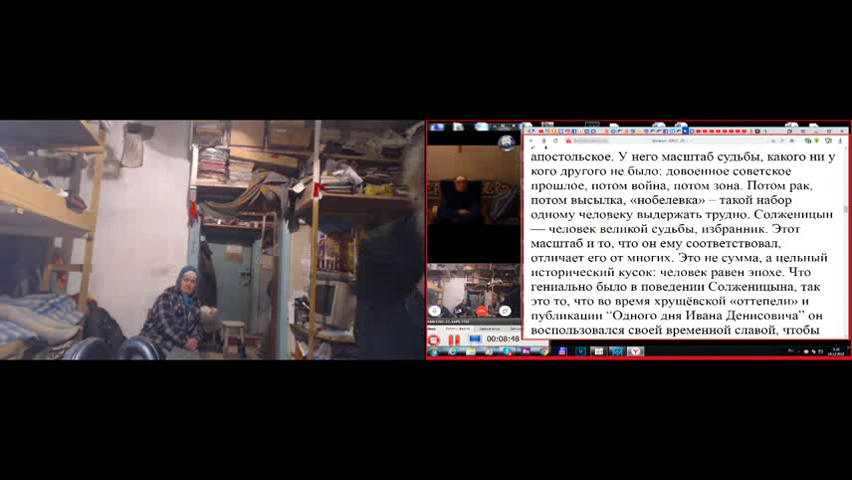 апостольское. У него масштаб судьбы, какого ни у
кого другого не было: довоенное советское
прошлое, потом война, потом зона. Потом рак,
потом высылка, «нобелевка» – такой набор
одному человеку выдержать трудно. Солженицын
— человек великой судьбы, избранник. Этот
масштаб и то, что он ему соответствовал,
отличает его от многих. Это не сумма, а цельный
исторический кусок: человек равен эпохе. Что
гениально было в поведении Солженицына, так
это то, что во время хрущёвской «оттепели» и
публикации “Одного дня Ивана Денисовича” он
воспользовался своей временной славой, чтобы
00:08:48